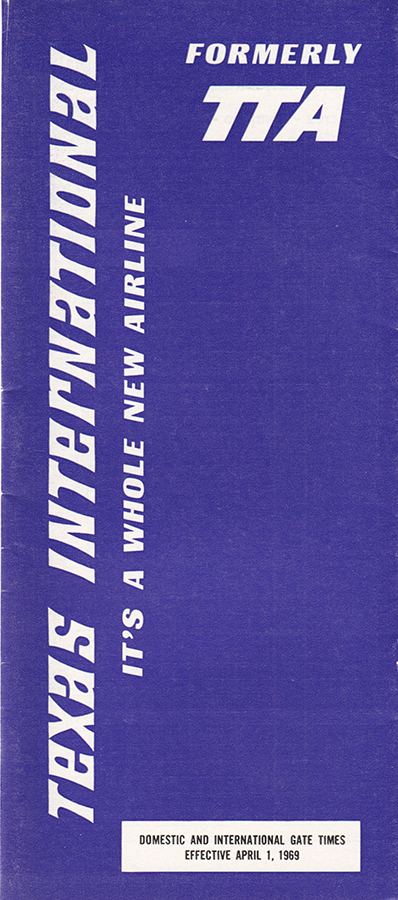 FORMERLY
TTA
Texas International
IT'S A WHOLE NEW AIRLINE
DOMESTIC AND INTERNATIONAL GATE TIMES
EFFECTIVE APRIL 1, 1969